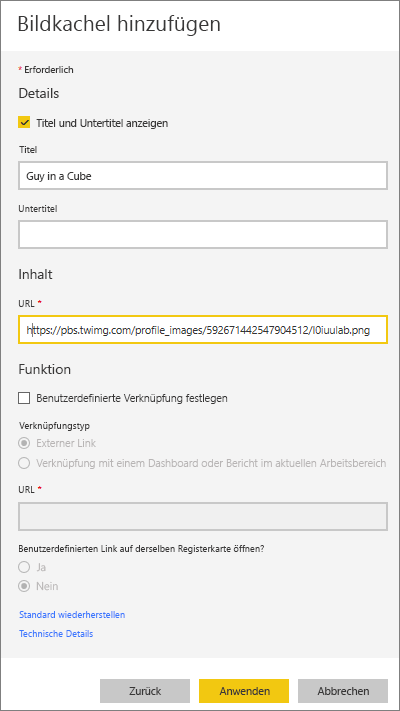 Bildkachel hinzufügen
* Erforderlich
Details
Titel und Untertitel anzeigen
Titel
Guy in a Cube
Untertitel
Inhalt
URL *
https://pbs.twimg.com/profile_images/592671442547904512/I0iuulab.png
Funktion
Benutzerdefinierte Verknüpfung festlegen
Verknüpfungstyp
Externer Link
Verknüpfung mit einem Dashboard oder Bericht im aktuellen Arbeitsbereich
URL *
Benutzerdefinierten Link auf derselben Registerkarte öffnen?
Ja
Nein
Standard wiederherstellen
Technische Details
Zurück Anwenden Abbrechen